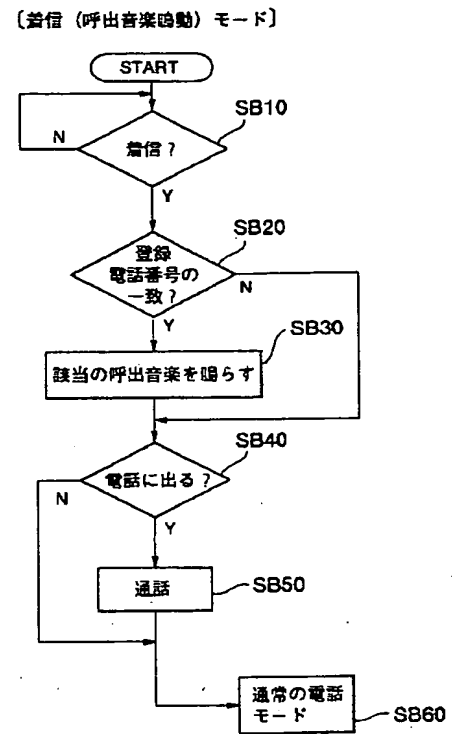 〔着信（呼出音楽鳴動）モード〕
START
SB10
N
着信？
Y
SB20
登録
電話番号の
一致？
N
Y
SB30
該当の呼出音楽を鳴らす
SB40
電話に出る？
N
Y
通話
SB50
通常の電話
モード
SB60